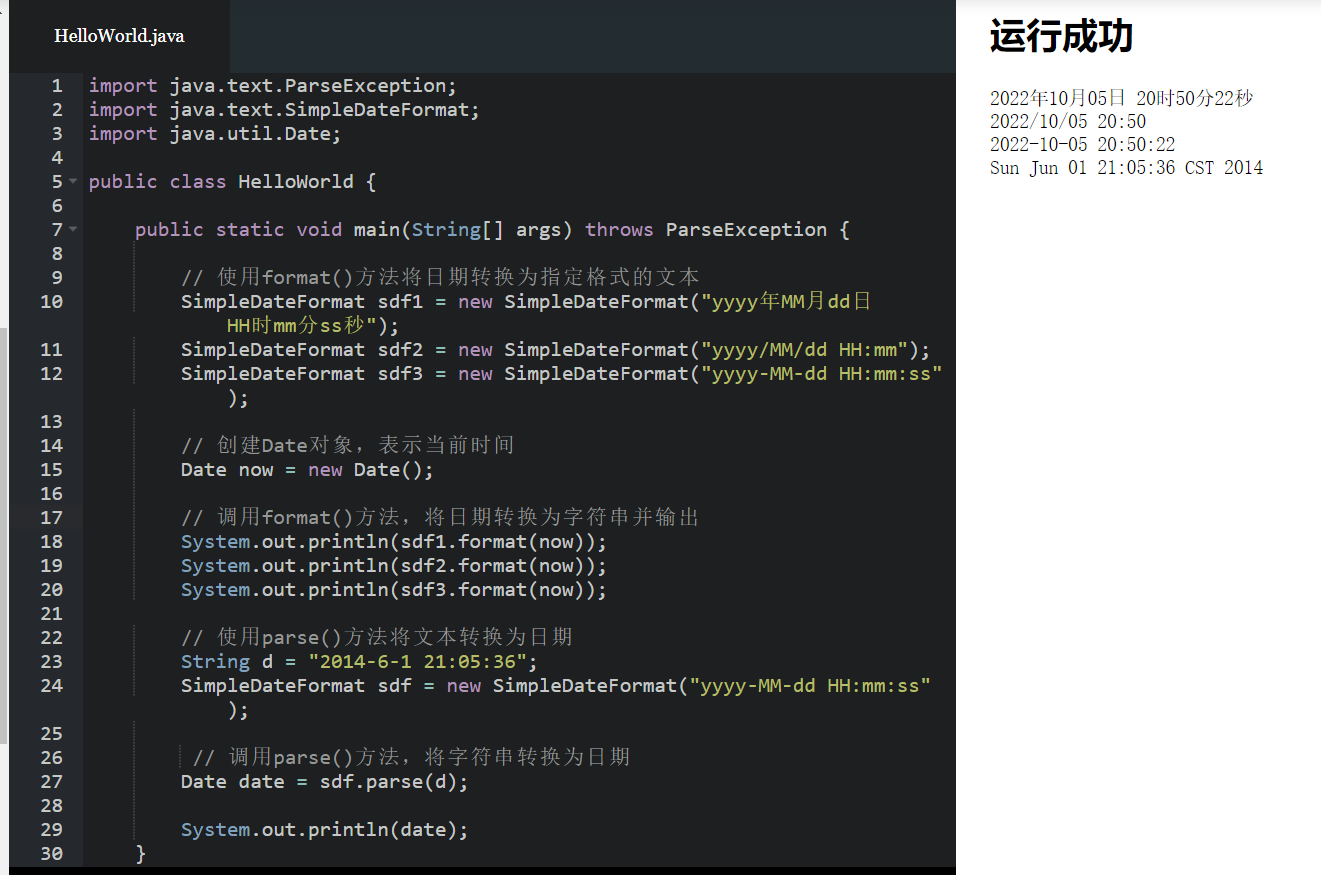 HelloWorld.java
1 import java.text.ParseException;
2 import java.text.SimpleDateFormat;
3 import java.util.Date;
4
5 public class HelloWorld {
6
7     public static void main(String[] args) throws ParseException {
8
9         // 使用format()方法将日期转换为指定格式的文本
10         SimpleDateFormat sdf1 = new SimpleDateFormat("yyyy年MM月dd日
HH时mm分ss秒");
11         SimpleDateFormat sdf2 = new SimpleDateFormat("yyyy/MM/dd HH:mm");
12         SimpleDateFormat sdf3 = new SimpleDateFormat("yyyy-MM-dd HH:mm:ss"
);
13
14         // 创建Date对象，表示当前时间
15         Date now = new Date();
16
17         // 调用format()方法，将日期转换为字符串并输出
18         System.out.println(sdf1.format(now));
19         System.out.println(sdf2.format(now));
20         System.out.println(sdf3.format(now));
21
22         // 使用parse()方法将文本转换为日期
23         String d = "2014-6-1 21:05:36";
24         SimpleDateFormat sdf = new SimpleDateFormat("yyyy-MM-dd HH:mm:ss"
);
25
26          // 调用parse()方法，将字符串转换为日期
27         Date date = sdf.parse(d);
28
29         System.out.println(date);
30     }
运行成功
2022年10月05日 20时50分22秒
2022/10/05 20:50
2022-10-05 20:50:22
Sun Jun 01 21:05:36 CST 2014